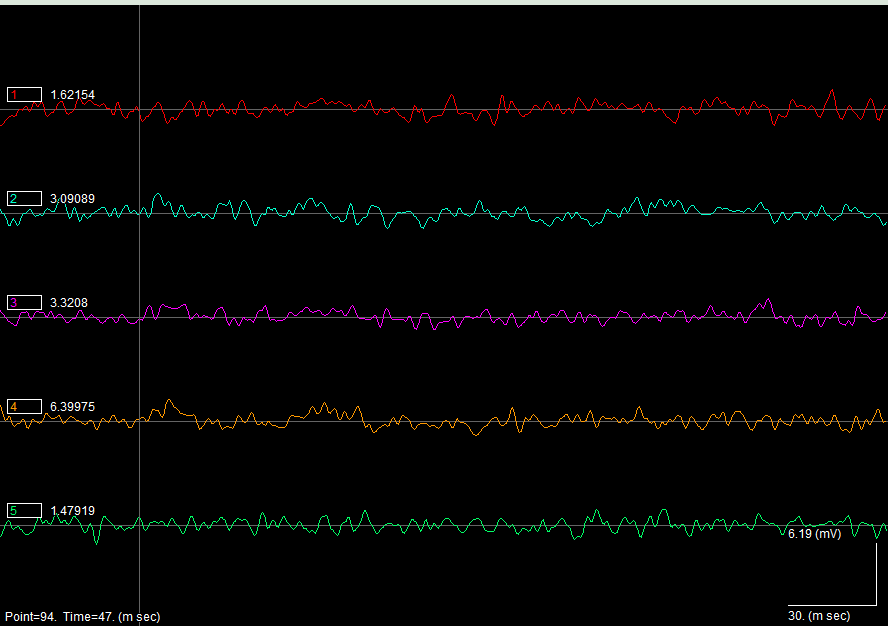 1 1.62154
2 3.09089
3 3.3208
4 6.39975
5 1.47919
6.19 (mV)
30. (m sec)
Point=94. Time=47. (m sec)